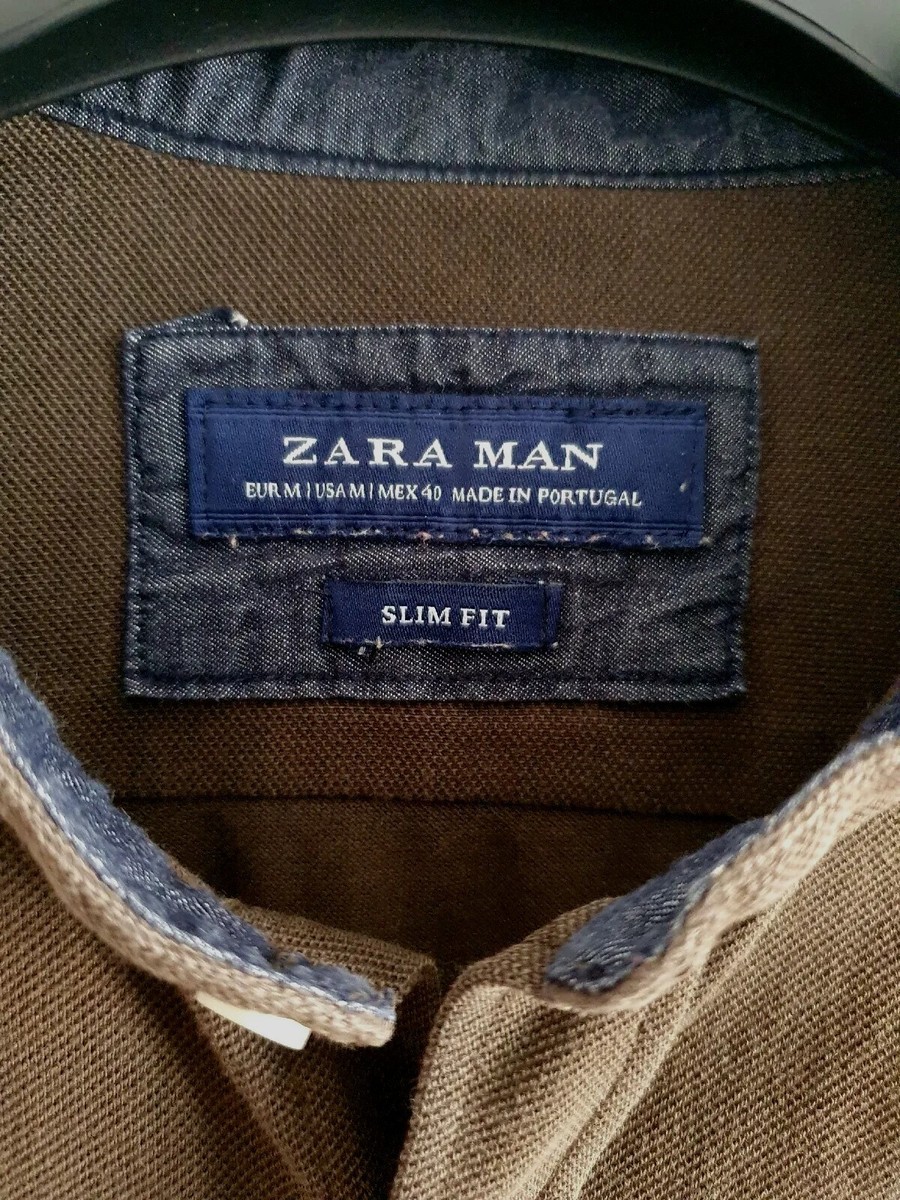 ZARA MAN
EUR M | USA M | MEX 40 MADE IN PORTUGAL
SLIM FIT